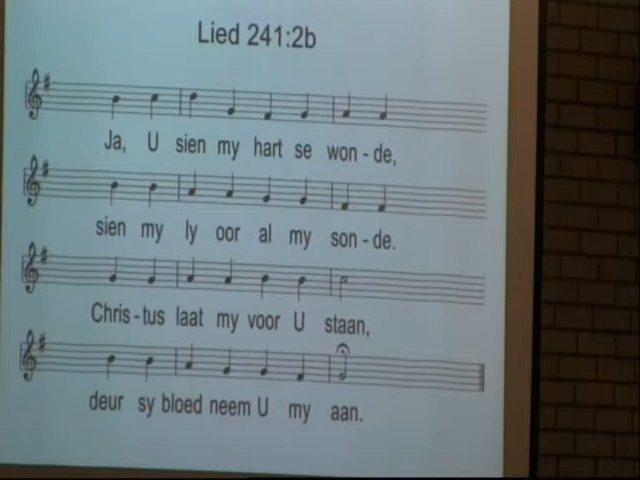 Lied 241:2b
Ja, U sien my hart se won - de,
sien my ly oor al my son - de.
Chris - tus laat my voor U staan,
deur sy bloed neem U my aan.